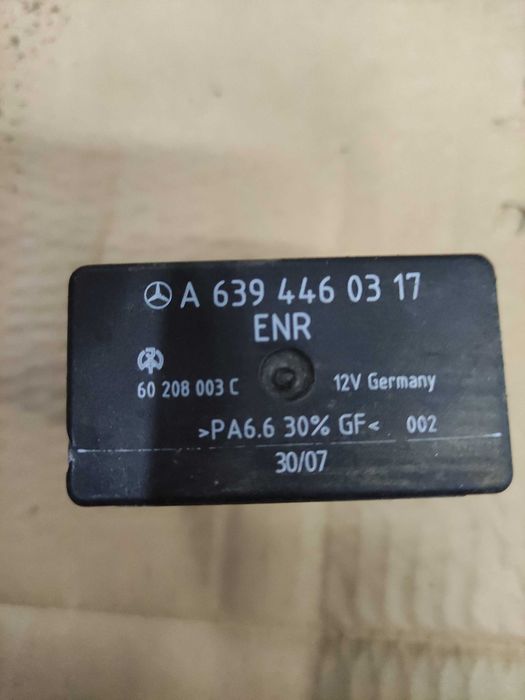 A 639 446 03 17
ENR
60 208 003 C 12V Germany
>PA6.6 30% GF< 002
30/07